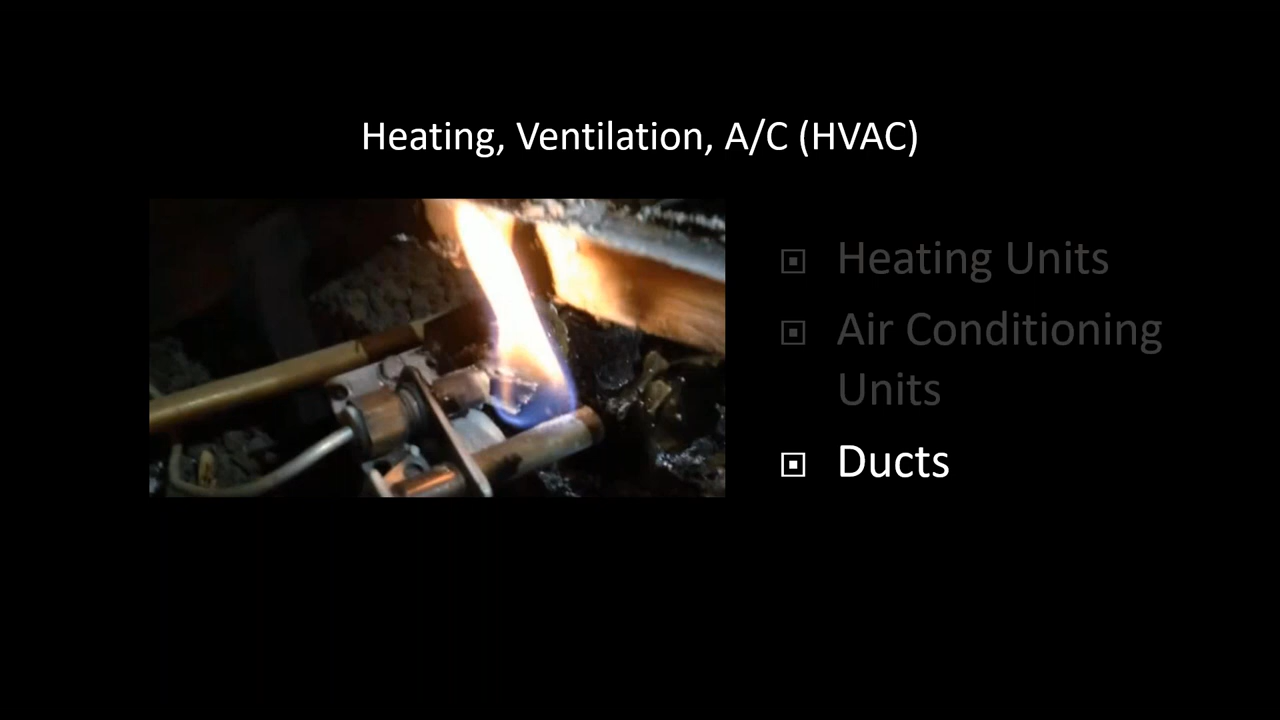 Heating, Ventilation, A/C (HVAC)
Heating Units
Air Conditioning
Units
Ducts